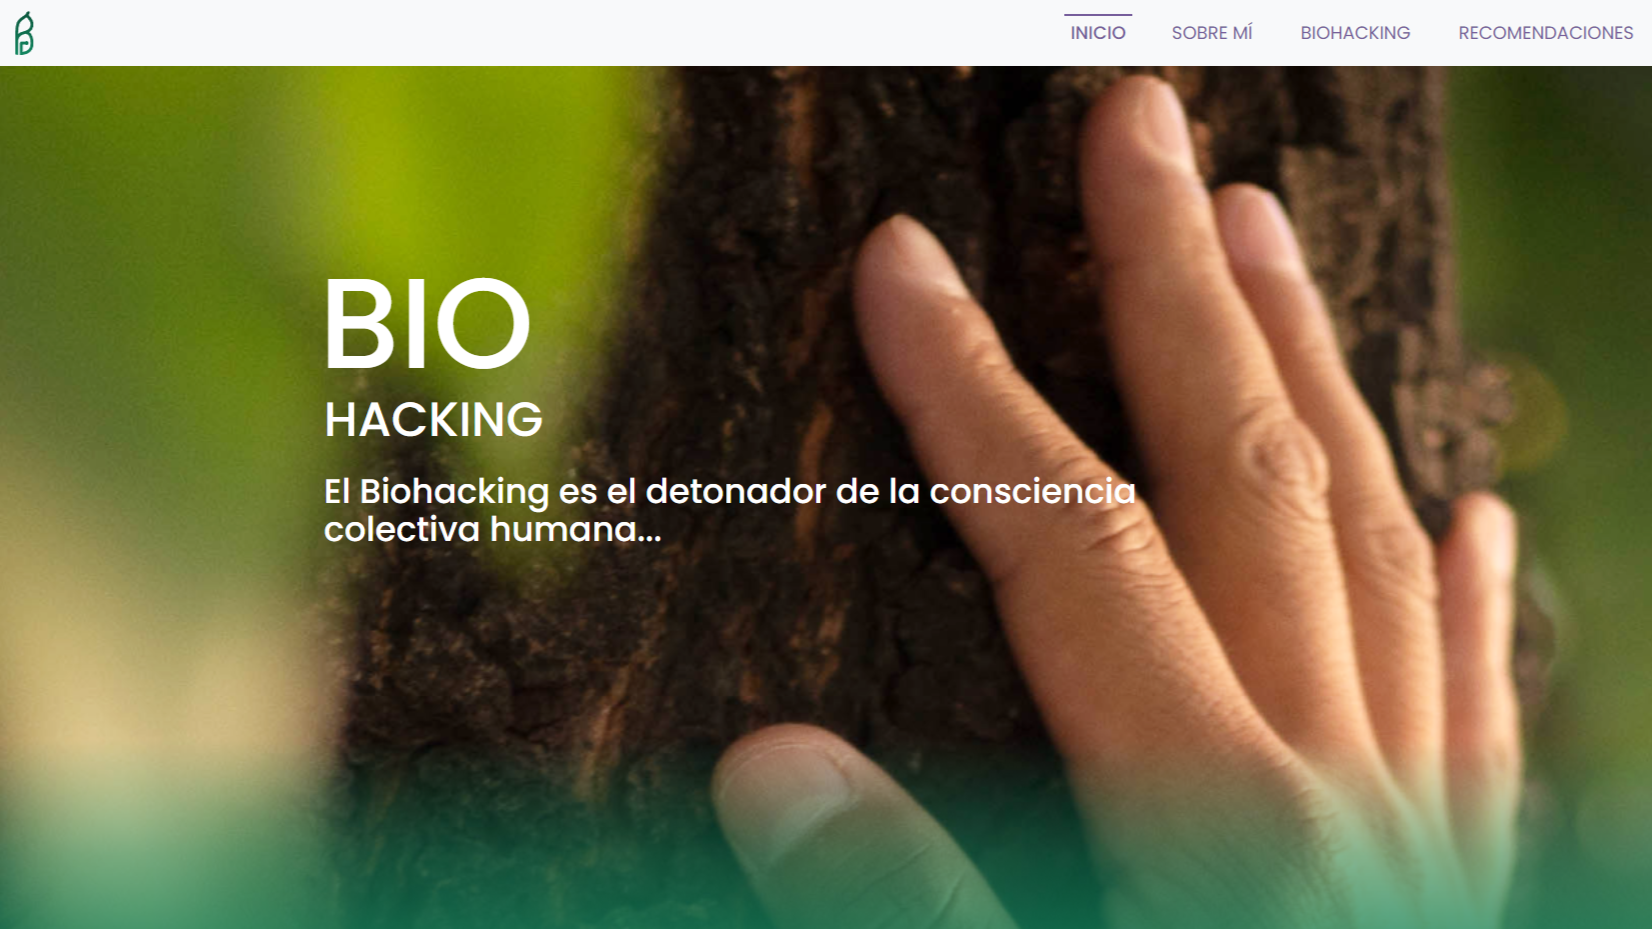 INICIO SOBRE MÍ BIOHACKING RECOMENDACIONES
BIO
HACKING
El Biohacking es el detonador de la consciencia
colectiva humana...